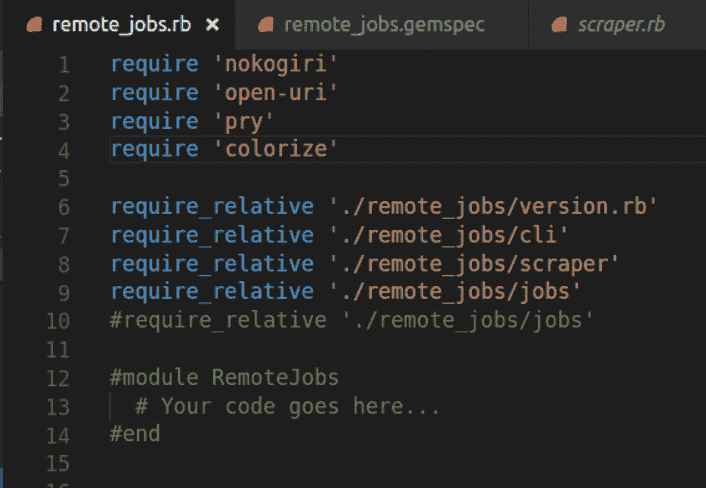 remote_jobs.rb × remote_jobs.gemspec scraper.rb
1 require 'nokogiri'
2 require 'open-uri'
3 require 'pry'
4 require 'colorize'
5
6 require_relative './remote_jobs/version.rb'
7 require_relative './remote_jobs/cli'
8 require_relative './remote_jobs/scraper'
9 require_relative './remote_jobs/jobs'
10 #require_relative './remote_jobs/jobs'
11
12 #module RemoteJobs
13 # Your code goes here...
14 #end
15